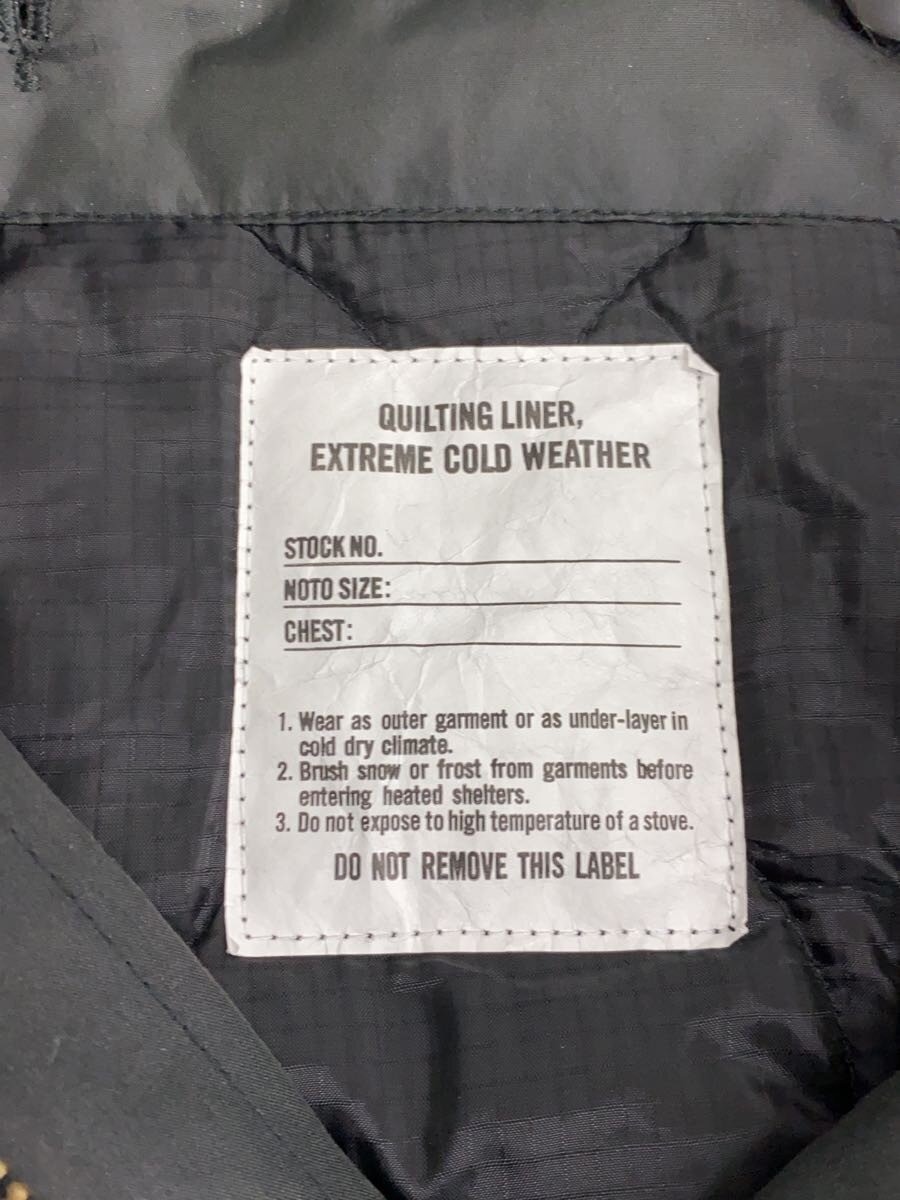 QUILTING LINER,
EXTREME COLD WEATHER
STOCK NO.
NOTO SIZE:
CHEST:
1. Wear as outer garment or as under-layer in
cold dry climate.
2. Brush snow or frost from garments before
entering heated shelters.
3. Do not expose to high temperature of a stove.
DO NOT REMOVE THIS LABEL